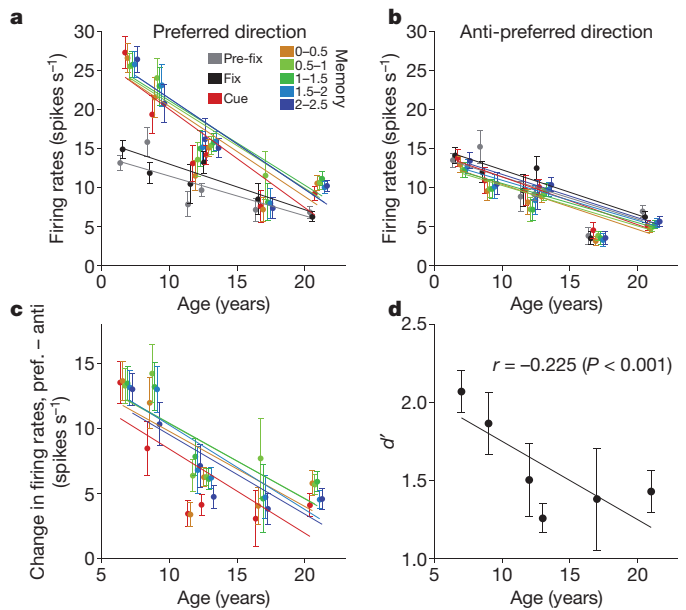 a
Preferred direction
30
25
20
15
10
5
0
Firing rates (spikes s⁻¹)
Pre-fix
Fix
Cue
0–0.5
0.5–1
1–1.5
1.5–2
2–2.5
Memory
0 5 10 15 20
Age (years)
b
Anti-preferred direction
30
25
20
15
10
5
0
Firing rates (spikes s⁻¹)
0 5 10 15 20
Age (years)
c
15
10
5
0
Change in firing rates, pref. – anti
(spikes s⁻¹)
0 5 10 15 20
Age (years)
d
2.5
2.0
1.5
1.0
d′
r = –0.225 (P < 0.001)
5 10 15 20
Age (years)